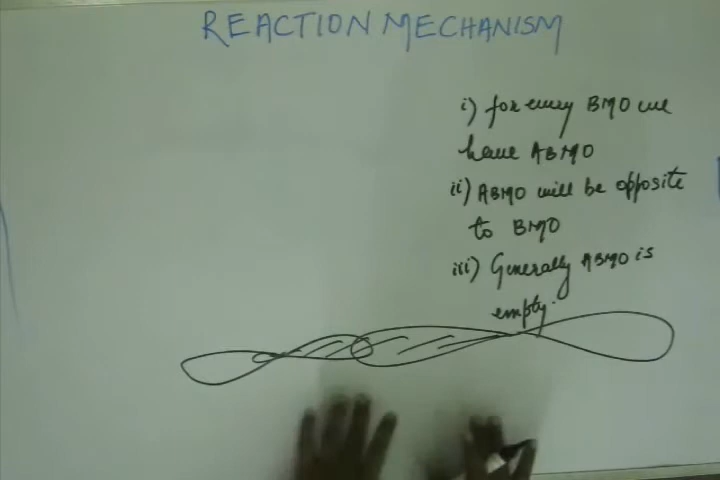 REACTION MECHANISM
i) for every BMO we
have ABMO
ii) ABMO will be opposite
to BMO
iii) Generally ABMO is
empty.